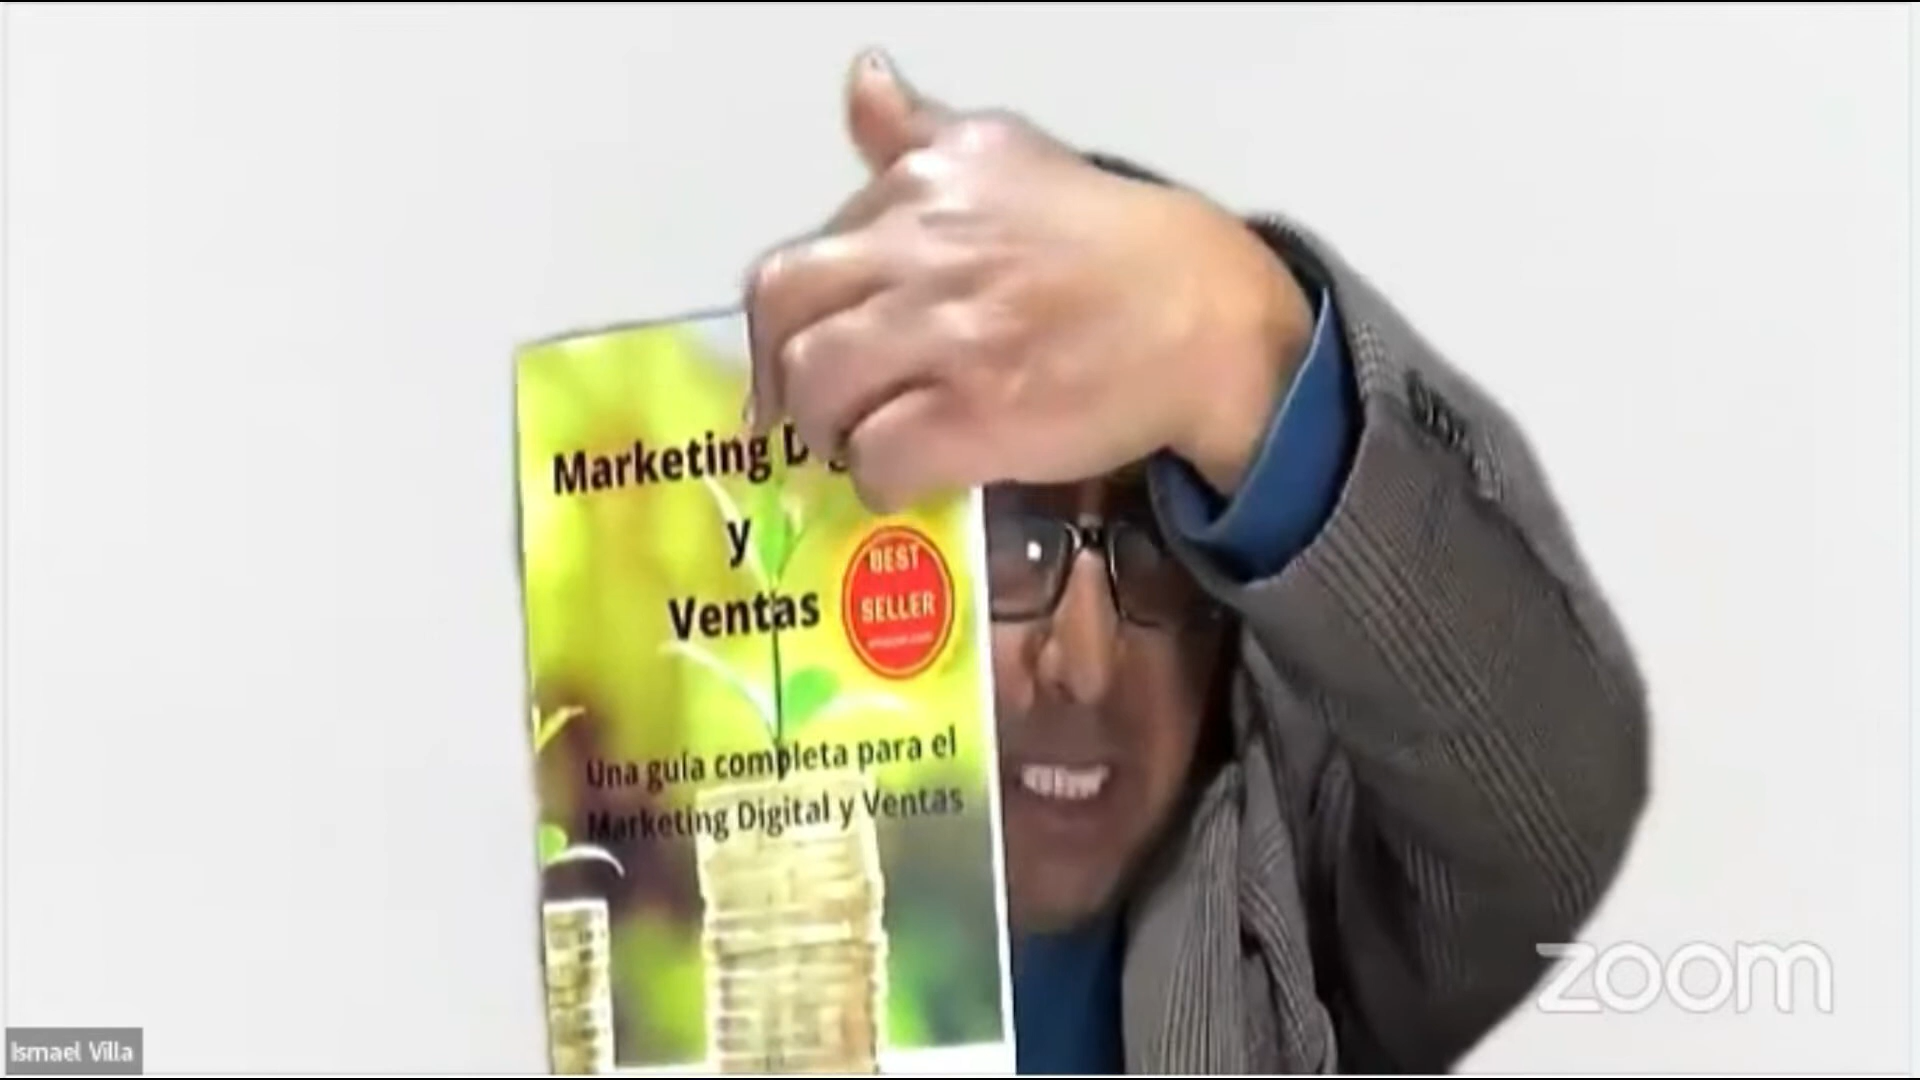 Marketing
y
Ventas
BEST
SELLER
Una guía completa para el
Marketing Digital y Ventas
zoom
Ismael Villa